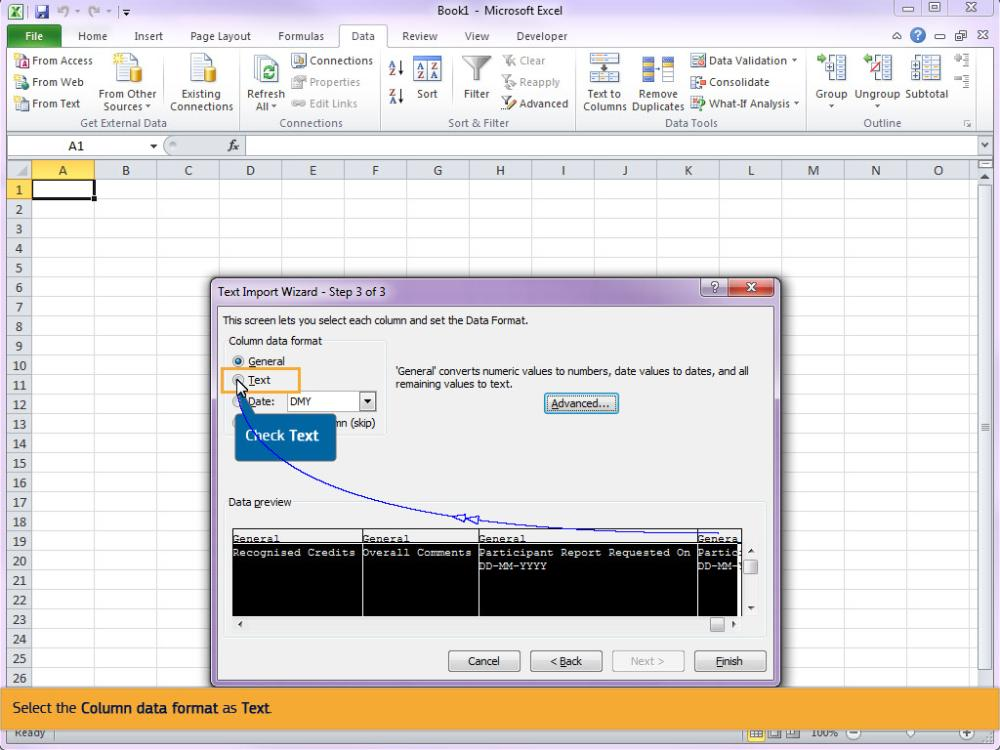 Book1 - Microsoft Excel
File Home Insert Page Layout Formulas Data Review View Developer
From Access
From Web
From Text
From Other
Sources
Existing
Connections
Get External Data
Refresh
All
Connections
Properties
Edit Links
Connections
Sort
Filter
Clear
Reapply
Advanced
Sort & Filter
Text to
Columns
Remove
Duplicates
Data Validation
Consolidate
What-If Analysis
Data Tools
Group
Ungroup
Subtotal
Outline
A1
fx
A B C D E F G H I J K L M N O
1
2
3
4
5
6
7
8
9
10
11
12
13
14
15
16
17
18
19
20
21
22
23
24
25
26
Text Import Wizard - Step 3 of 3
This screen lets you select each column and set the Data Format.
Column data format
General
Text
Date: DMY
(skip)
Check Text
'General' converts numeric values to numbers, date values to dates, and all
remaining values to text.
Advanced...
Data preview
General General General Genera
Recognised Credits Overall Comments Participant Report Requested On Partic
DD-MM-YYYY DD-MM-
Cancel < Back Next > Finish
Select the Column data format as Text.
Ready 100%